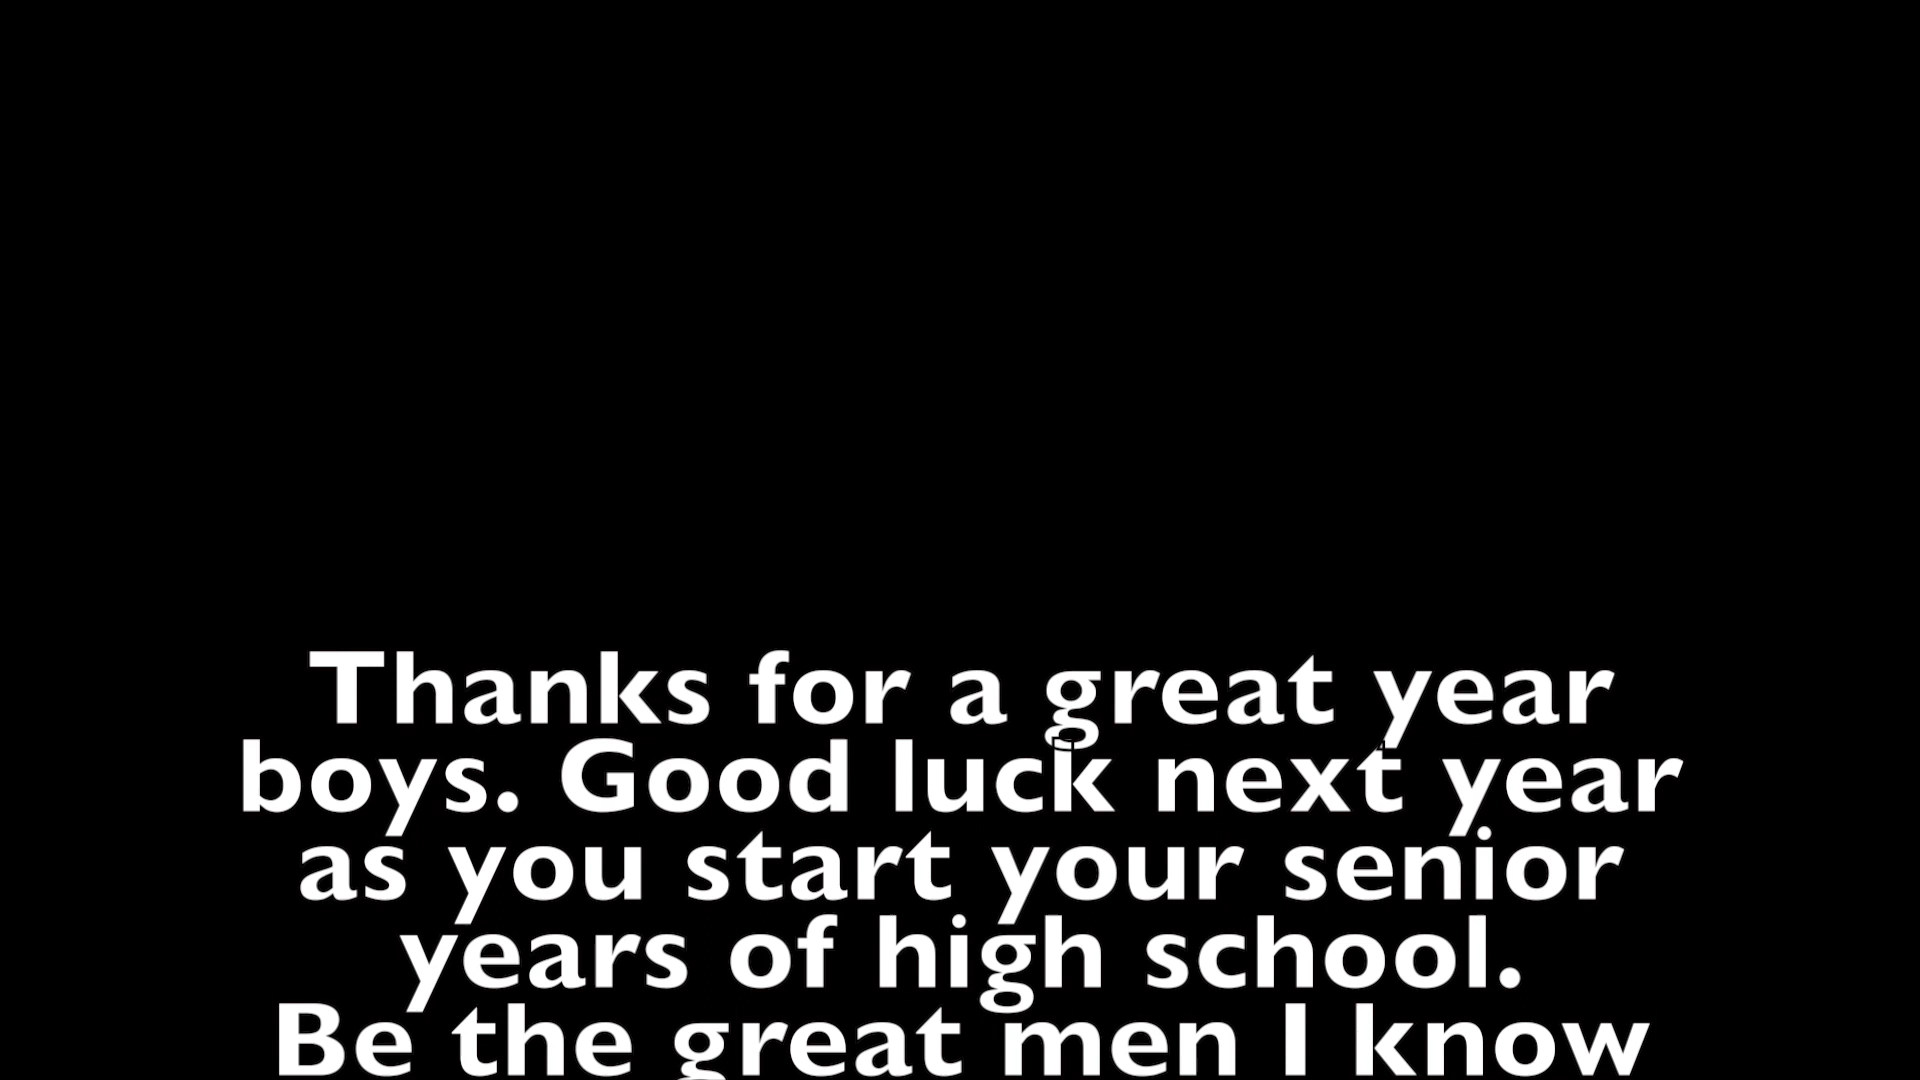 Thanks for a great year
boys. Good luck next year
as you start your senior
years of high school.
Be the great men I know